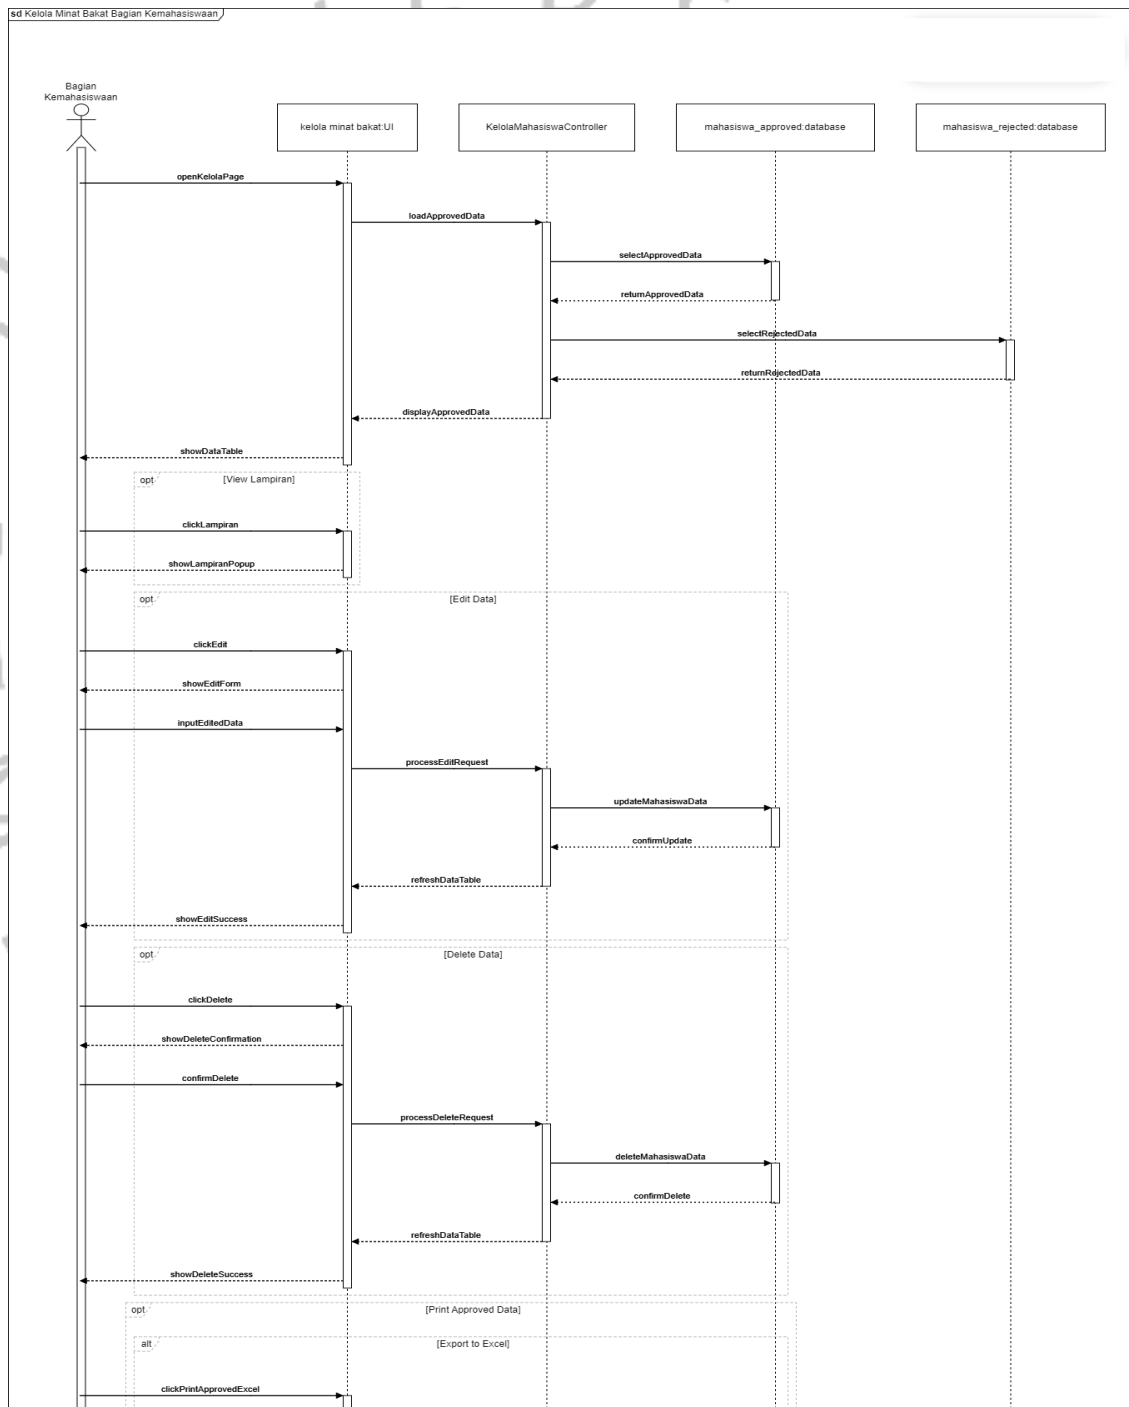 sd Kelola Minat Bakat Bagian Kemahasiswaan
Bagian
Kemahasiswaan
kelola minat bakat:UI
KelolaMahasiswaController
mahasiswa_approved:database
mahasiswa_rejected:database
openKelolaPage
loadApprovedData
selectApprovedData
returnApprovedData
selectRejectedData
returnRejectedData
displayApprovedData
showDataTable
opt
[View Lampiran]
clickLampiran
showLampiranPopup
opt
[Edit Data]
clickEdit
showEditForm
inputEditedData
processEditRequest
updateMahasiswaData
confirmUpdate
refreshDataTable
showEditSuccess
opt
[Delete Data]
clickDelete
showDeleteConfirmation
confirmDelete
processDeleteRequest
deleteMahasiswaData
confirmDelete
refreshDataTable
showDeleteSuccess
opt
[Print Approved Data]
alt
[Export to Excel]
clickPrintApprovedExcel